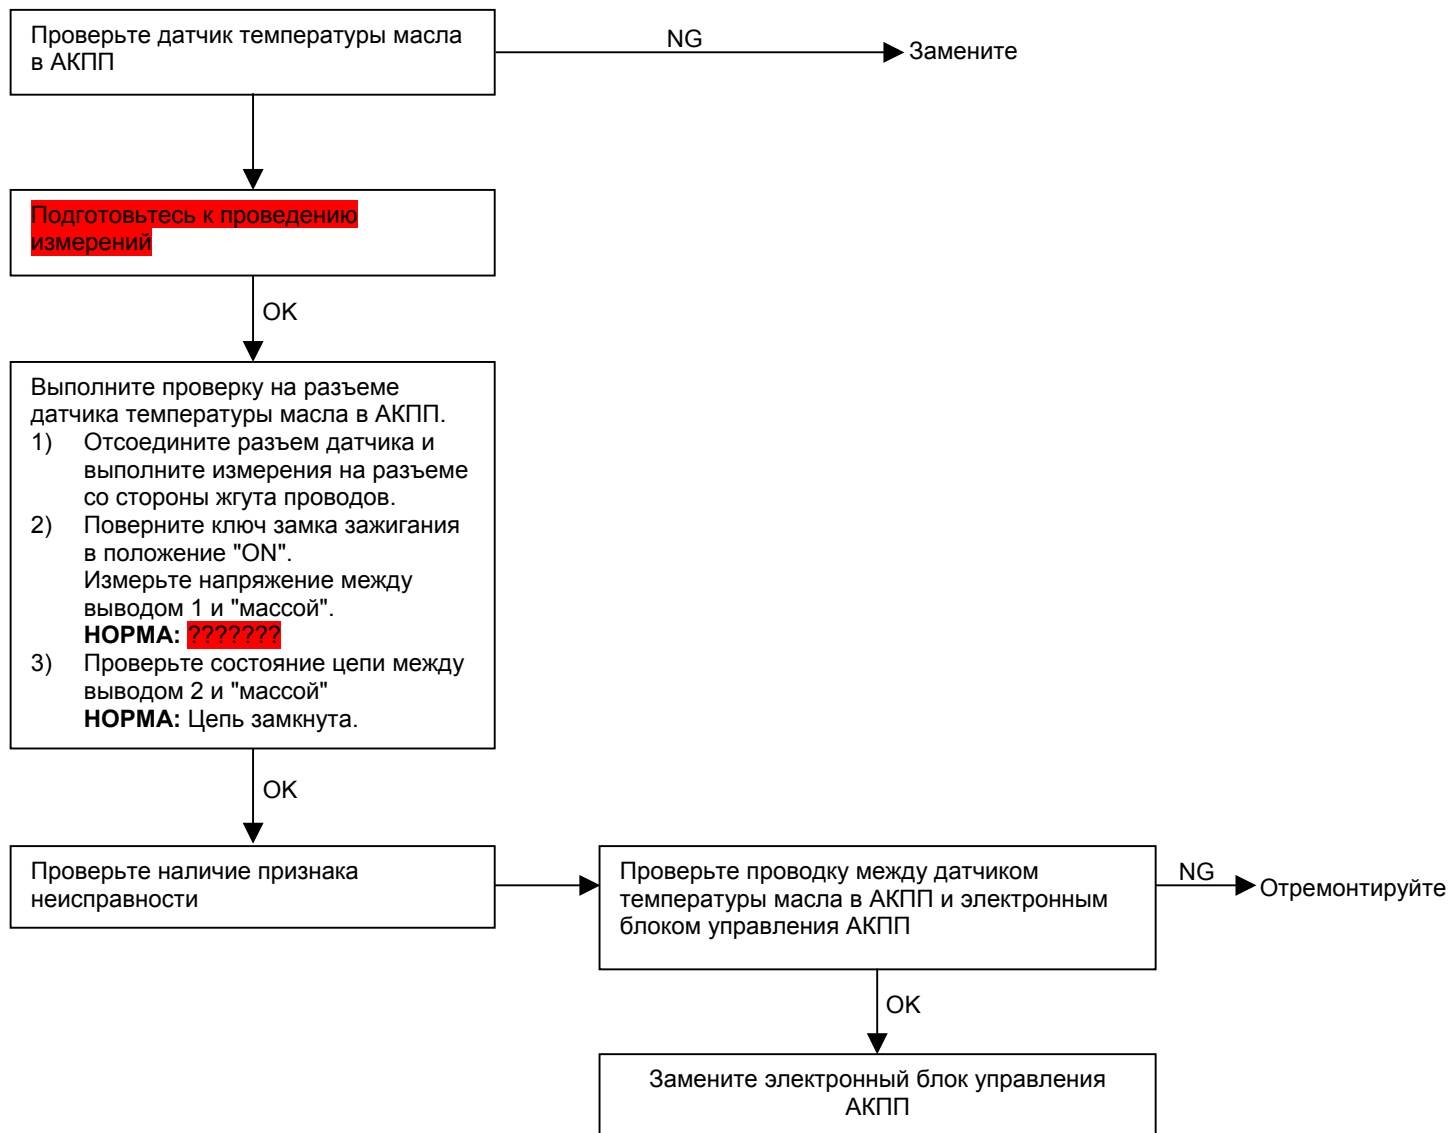 Проверьте датчик температуры масла
в АКПП
NG
Замените
Подготовьтесь к проведению
измерений
OK
Выполните проверку на разъеме
датчика температуры масла в АКПП.
1) Отсоедините разъем датчика и
выполните измерения на разъеме
со стороны жгута проводов.
2) Поверните ключ замка зажигания
в положение "ON".
Измерьте напряжение между
выводом 1 и "массой".
НОРМА: ???????
3) Проверьте состояние цепи между
выводом 2 и "массой"
НОРМА: Цепь замкнута.
OK
Проверьте наличие признака
неисправности
Проверьте проводку между датчиком
температуры масла в АКПП и электронным
блоком управления АКПП
NG
Отремонтируйте
OK
Замените электронный блок управления
АКПП